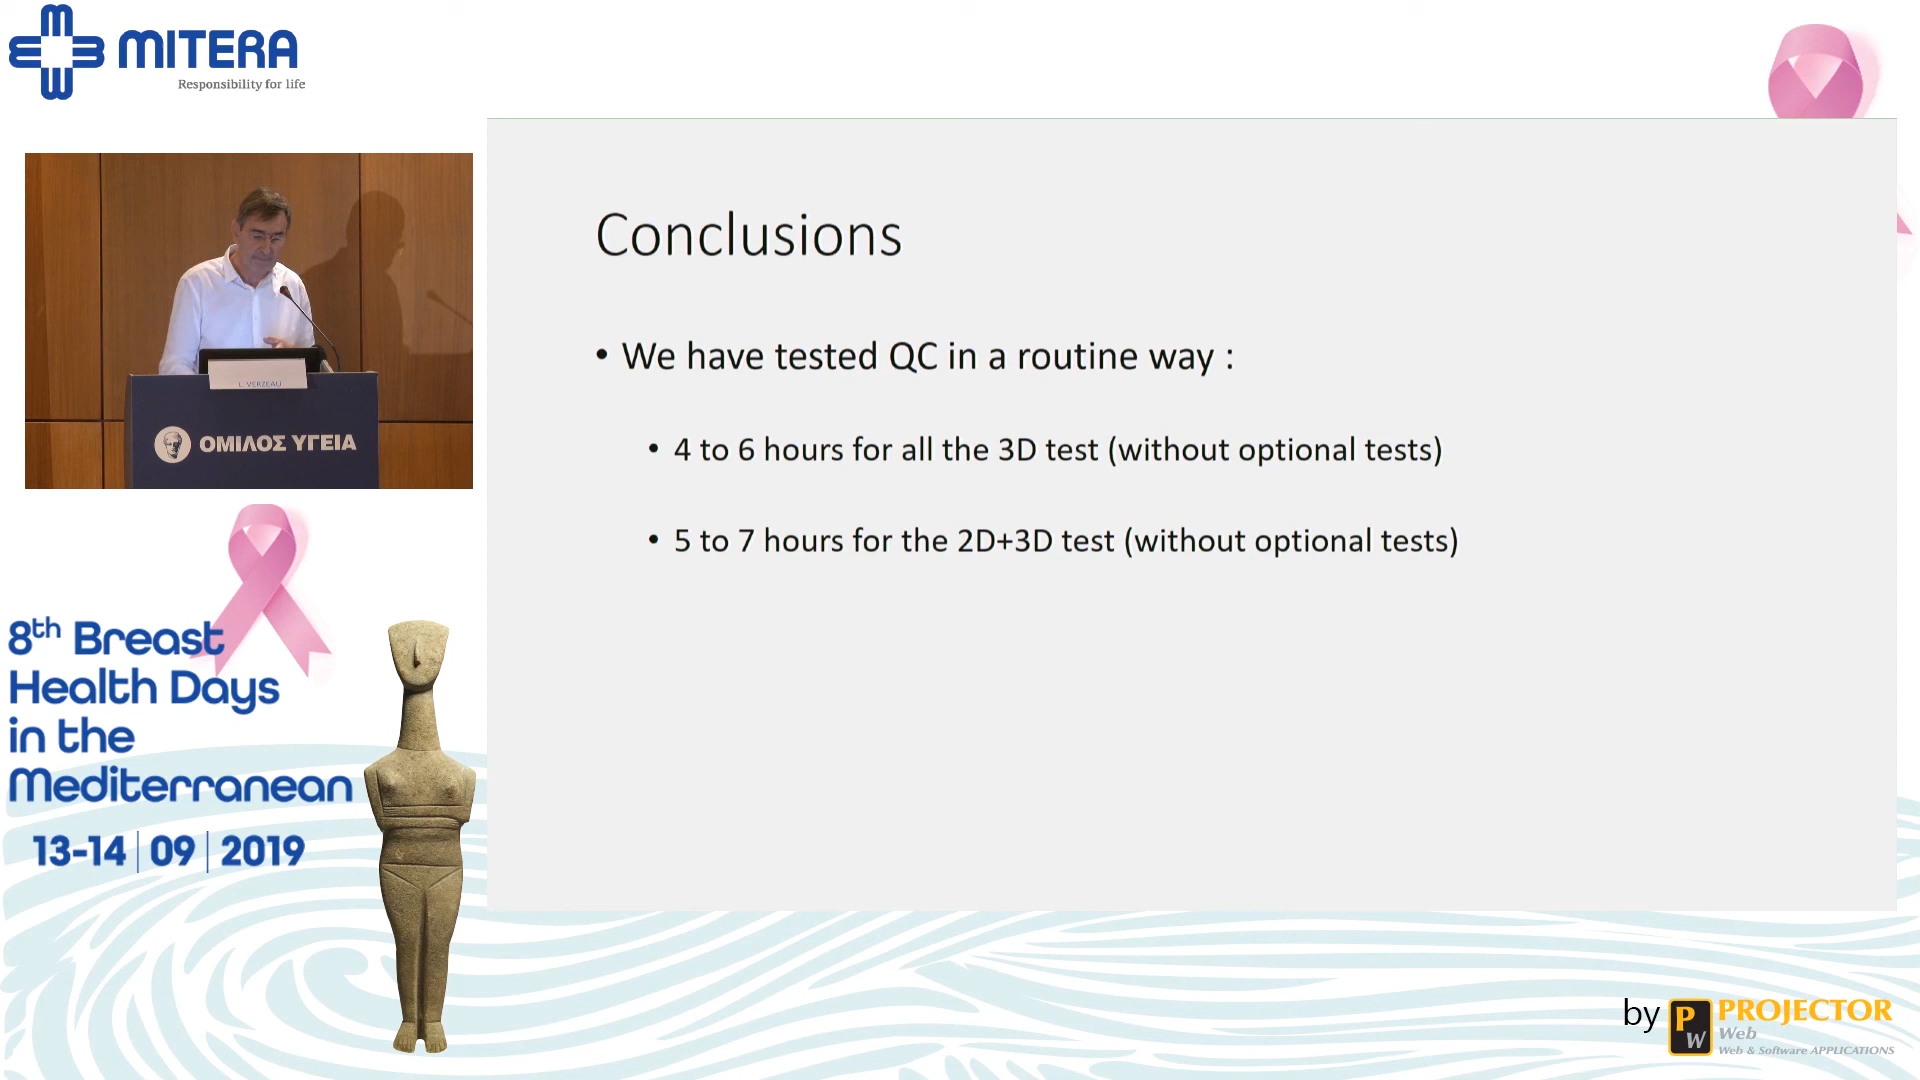 MITERA
Responsibility for life
L. VERZEAU
ΟΜΙΛΟΣ ΥΓΕΙΑ
8th Breast
Health Days
in the
Mediterranean
13-14 | 09 | 2019
Conclusions
• We have tested QC in a routine way :
• 4 to 6 hours for all the 3D test (without optional tests)
• 5 to 7 hours for the 2D+3D test (without optional tests)
by PW PROJECTOR
Web
Web & Software APPLICATIONS